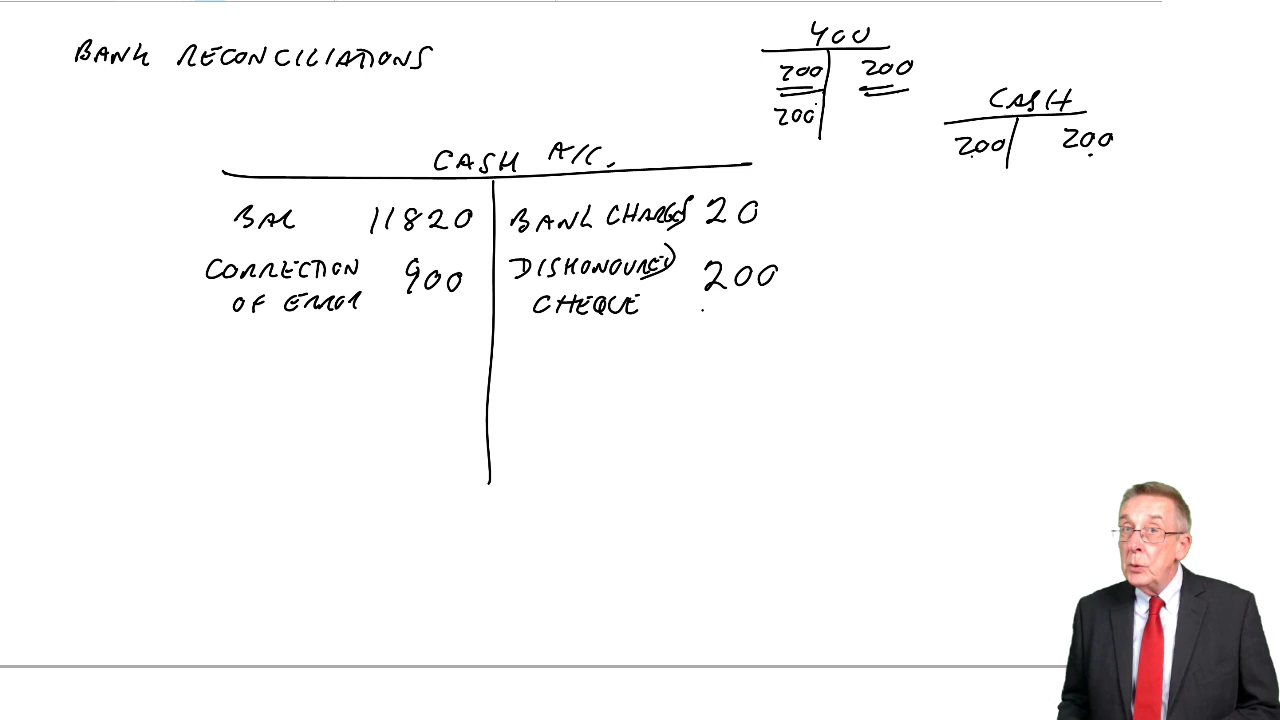 BANK RECONCILIATIONS
400
200 200
200
CASH
200 200
CASH A/C.
BAL 11820 BANK CHARGES 20
CORRECTION 900 DISHONOURED 200
OF ERROR CHEQUE